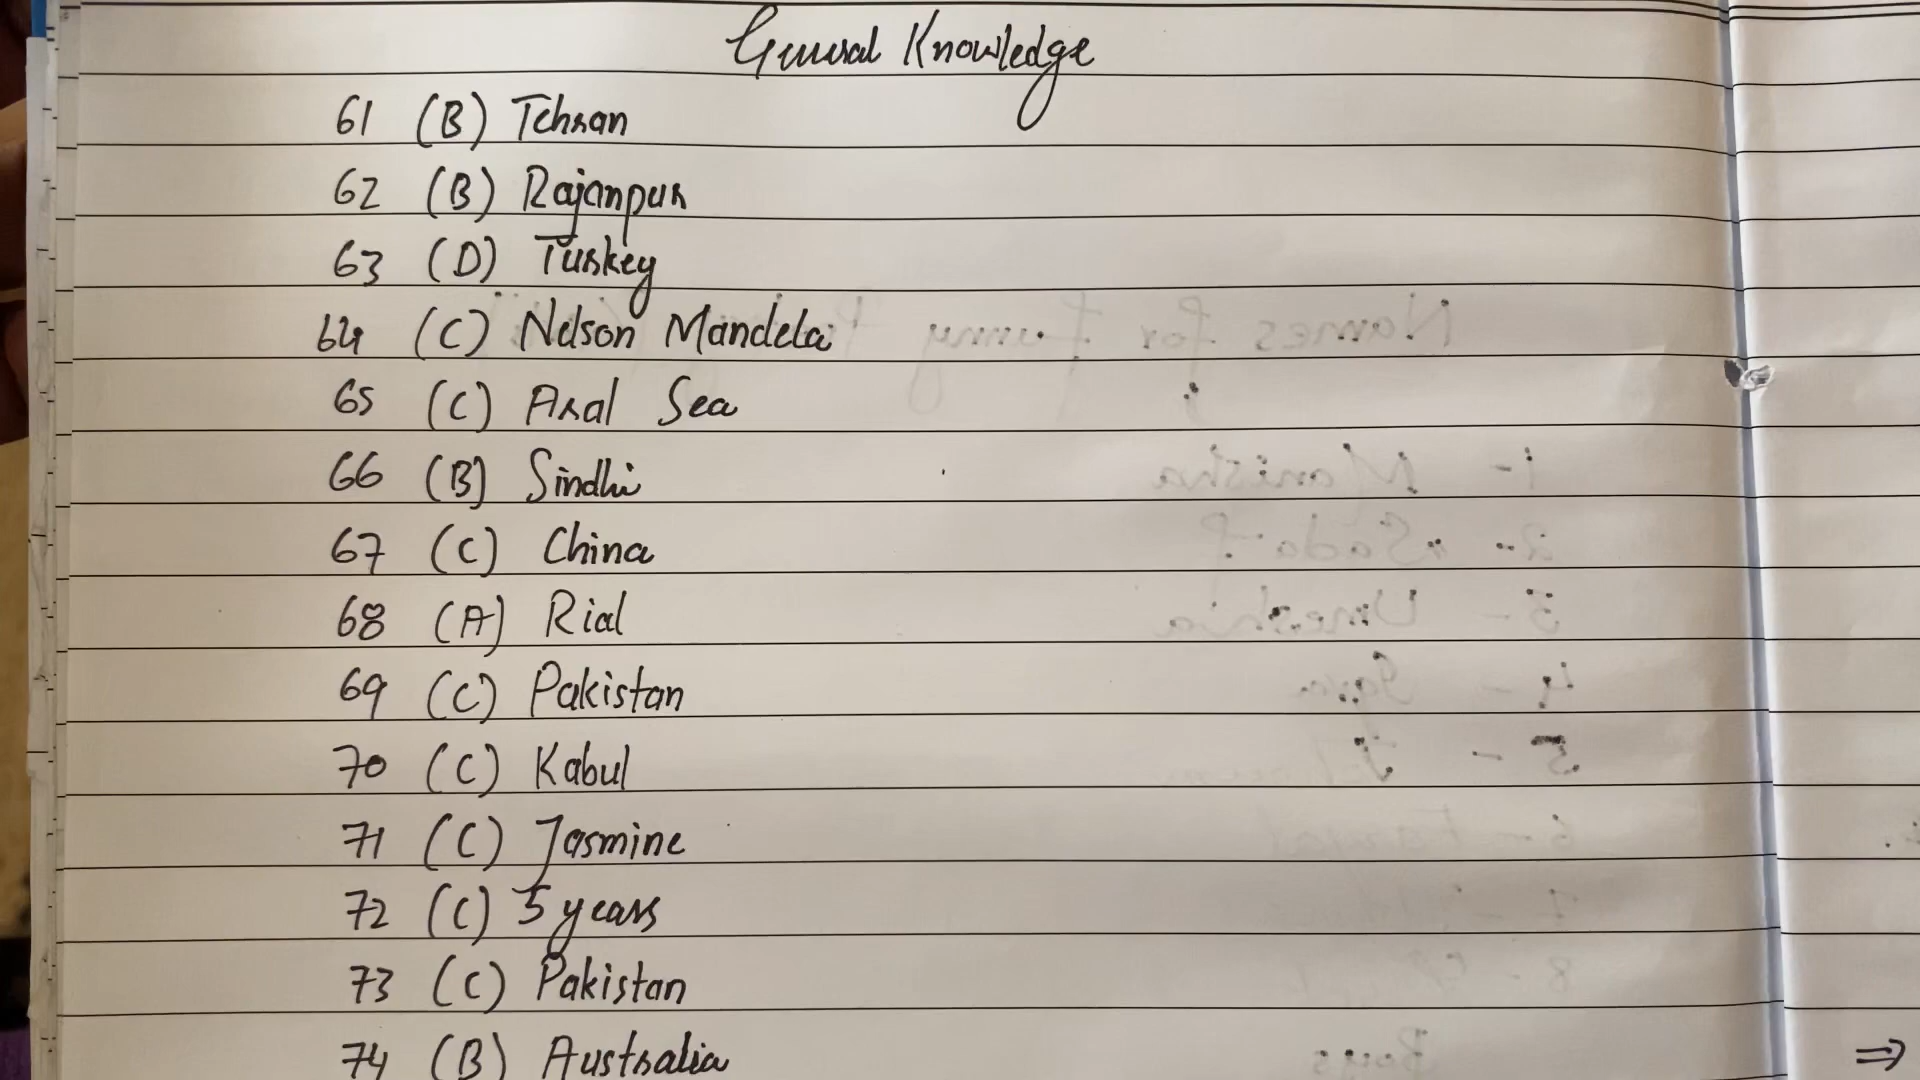 General Knowledge
61 (B) Tehran
62 (B) Rajanpur
63 (D) Turkey
64 (C) Nelson Mandela
65 (C) Aral Sea
66 (B) Sindhi
67 (C) China
68 (A) Rial
69 (C) Pakistan
70 (C) Kabul
71 (C) Jasmine
72 (C) 5 years
73 (C) Pakistan
74 (B) Australia
⇒